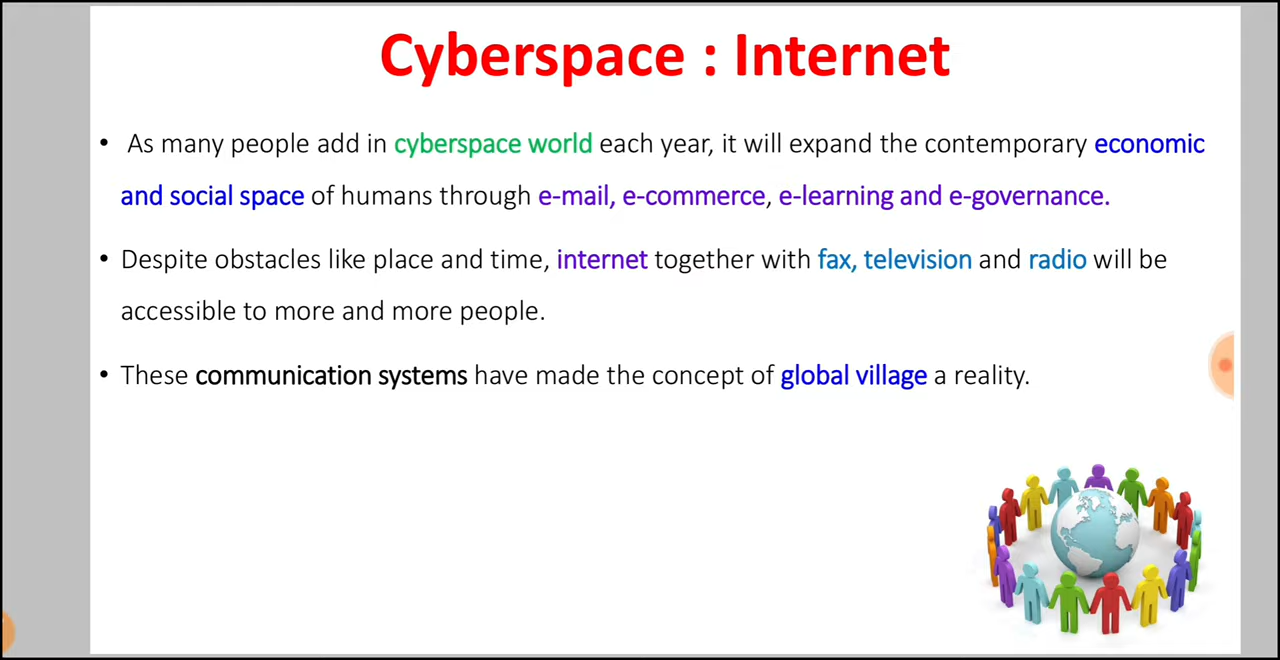 Cyberspace : Internet
• As many people add in cyberspace world each year, it will expand the contemporary economic
and social space of humans through e-mail, e-commerce, e-learning and e-governance.
• Despite obstacles like place and time, internet together with fax, television and radio will be
accessible to more and more people.
• These communication systems have made the concept of global village a reality.